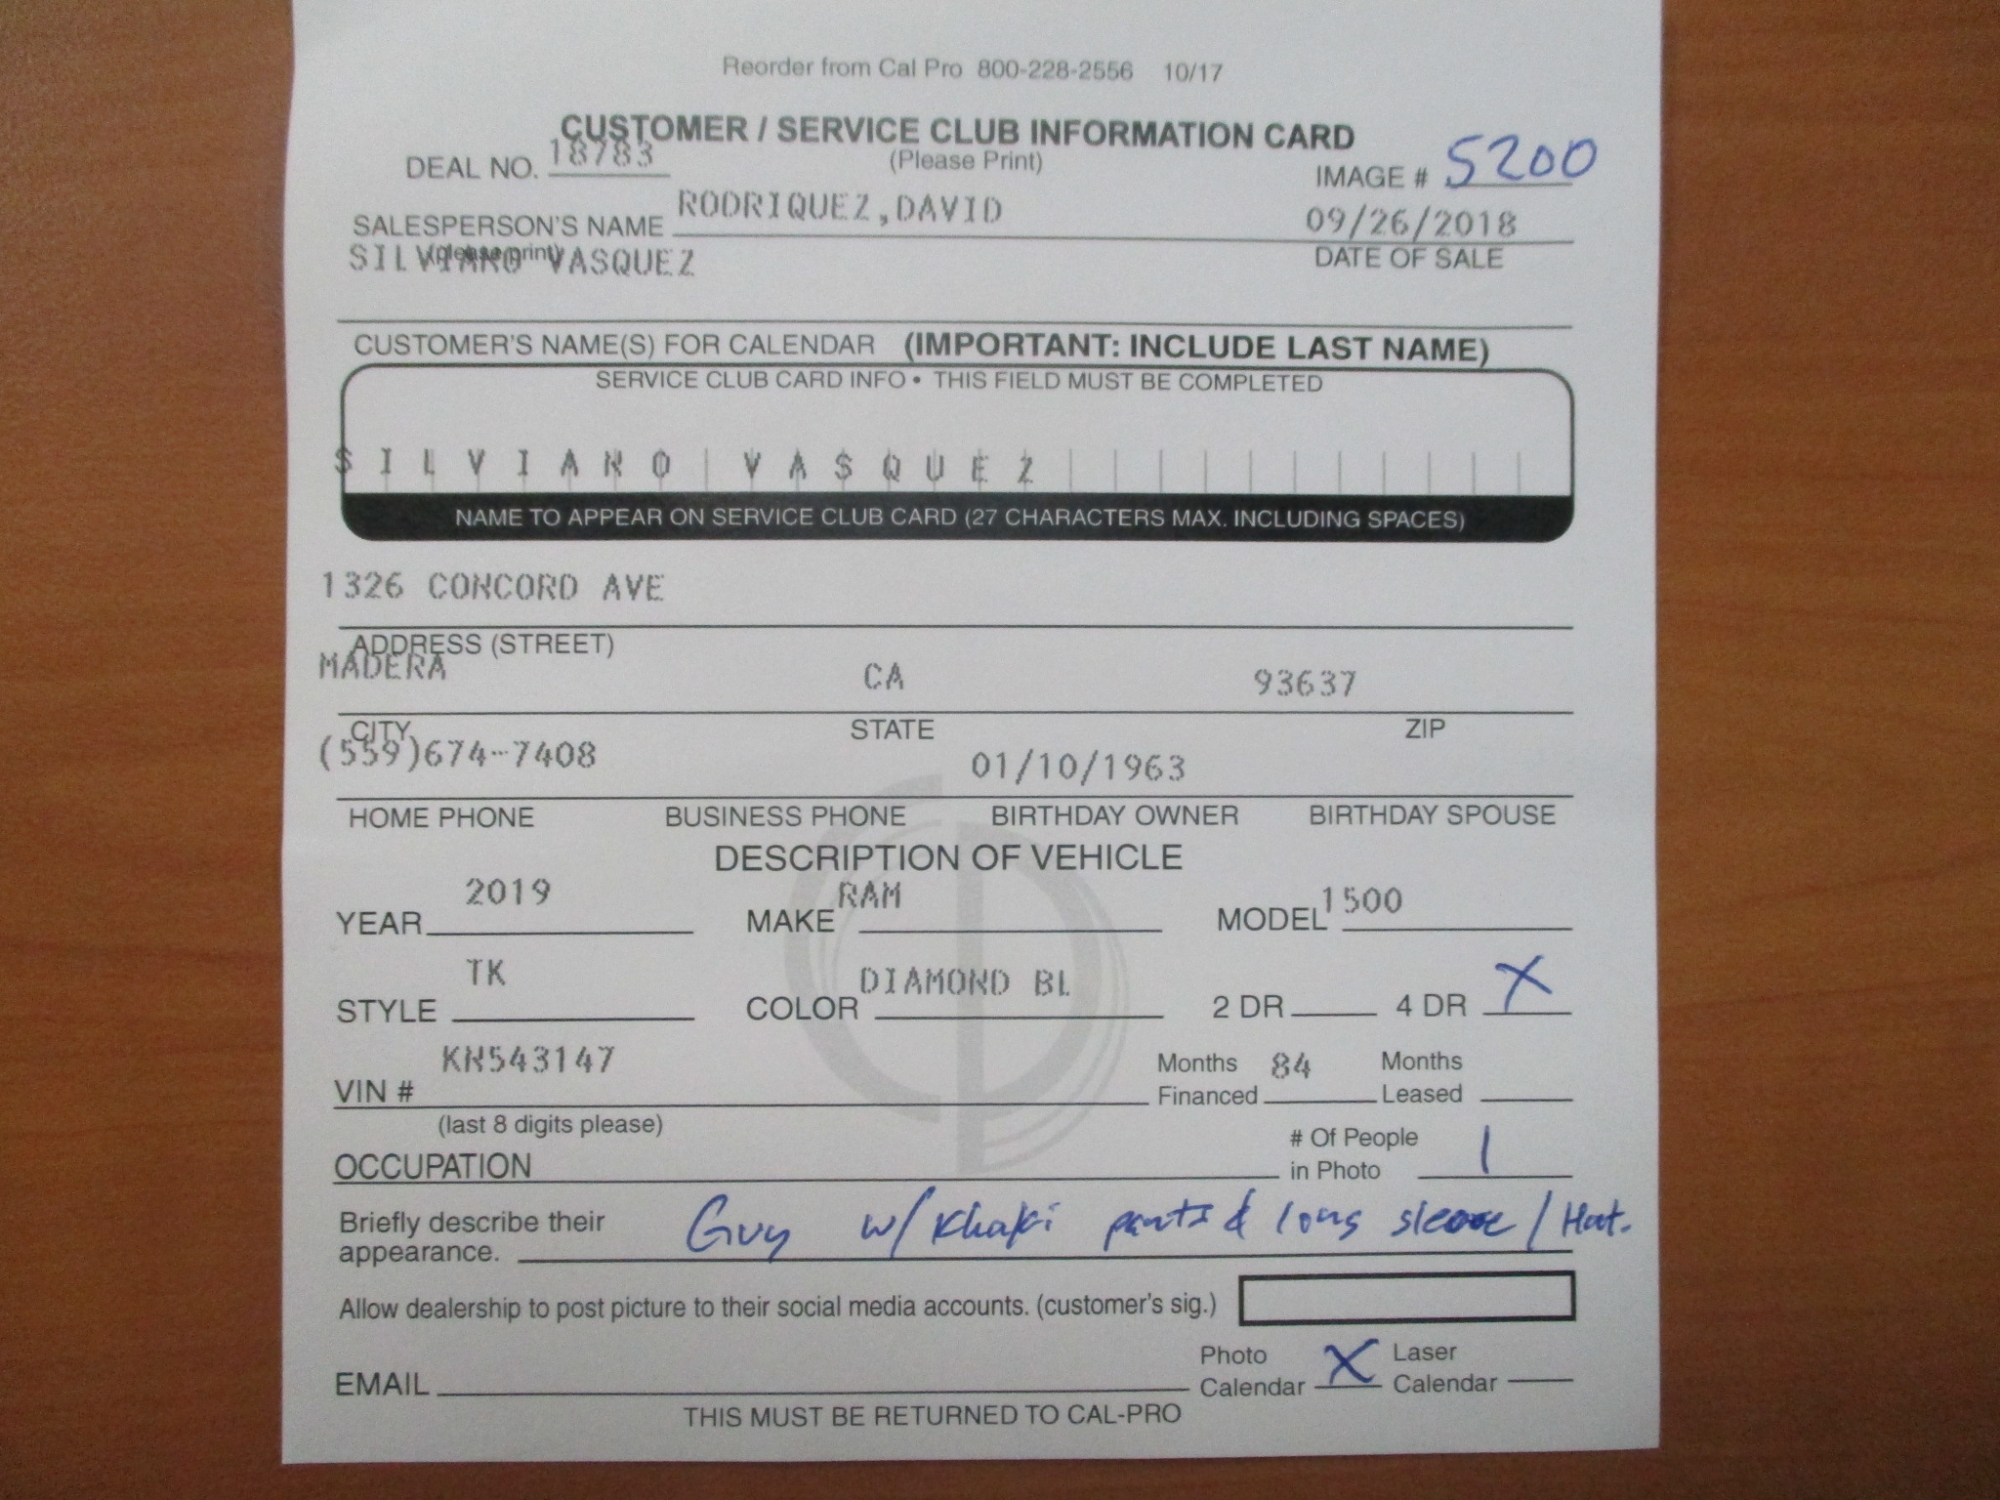 Reorder from Cal Pro 800-228-2556 10/17
CUSTOMER / SERVICE CLUB INFORMATION CARD
DEAL NO. 18783 (Please Print) IMAGE # 5200
SALESPERSON'S NAME RODRIQUEZ,DAVID 09/26/2018
(please print) DATE OF SALE
SILVIANO VASQUEZ
CUSTOMER'S NAME(S) FOR CALENDAR (IMPORTANT: INCLUDE LAST NAME)
SERVICE CLUB CARD INFO • THIS FIELD MUST BE COMPLETED
SILVIANO VASQUEZ
NAME TO APPEAR ON SERVICE CLUB CARD (27 CHARACTERS MAX. INCLUDING SPACES)
1326 CONCORD AVE
ADDRESS (STREET)
MADERA CA 93637
CITY STATE ZIP
(559)674-7408 01/10/1963
HOME PHONE BUSINESS PHONE BIRTHDAY OWNER BIRTHDAY SPOUSE
DESCRIPTION OF VEHICLE
YEAR 2019 MAKE RAM MODEL 1500
STYLE TK COLOR DIAMOND BL 2 DR 4 DR X
VIN # KN543147 Months Financed 84 Months Leased
(last 8 digits please)
OCCUPATION # Of People in Photo 1
Briefly describe their appearance. Guy w/ Khaki pants & long sleeve / Hat.
Allow dealership to post picture to their social media accounts. (customer's sig.)
EMAIL Photo Calendar X Laser Calendar
THIS MUST BE RETURNED TO CAL-PRO